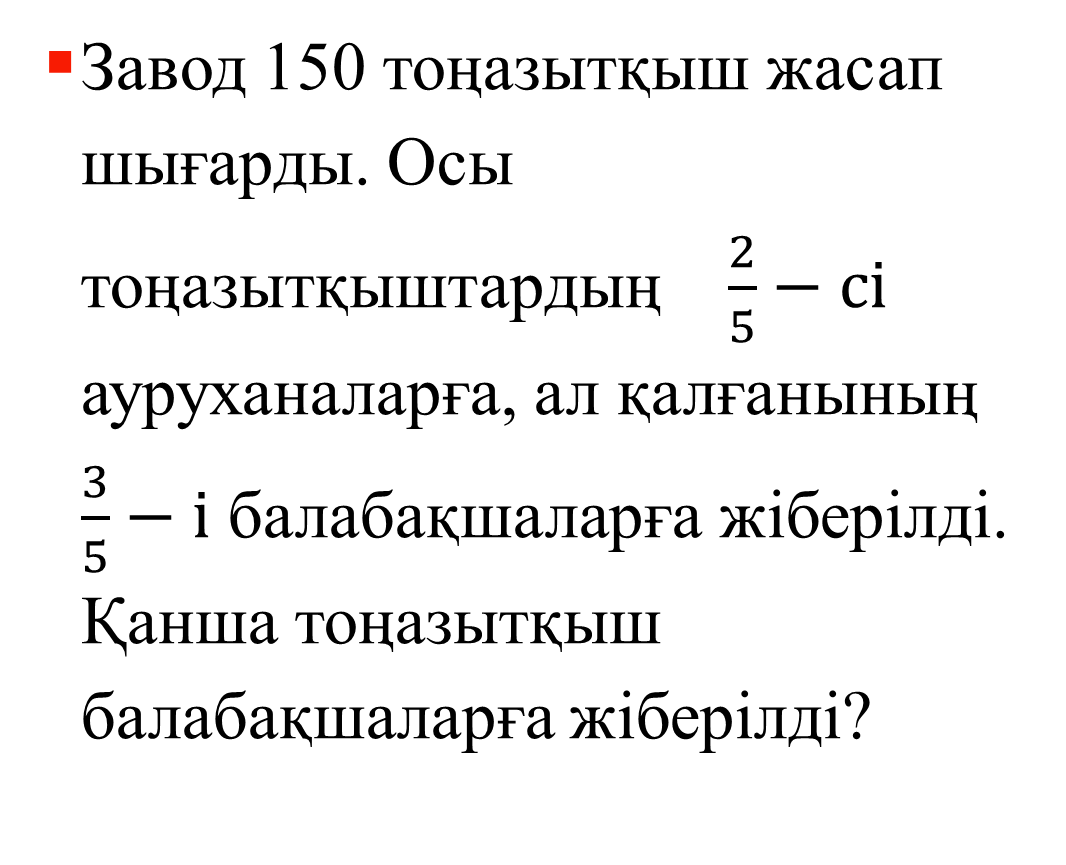 Завод 150 тоңазытқыш жасап
шығарды. Осы
тоңазытқыштардың 2/5 − сі
ауруханаларға, ал қалғанының
3/5 − і балабақшаларға жіберілді.
Қанша тоңазытқыш
балабақшаларға жіберілді?